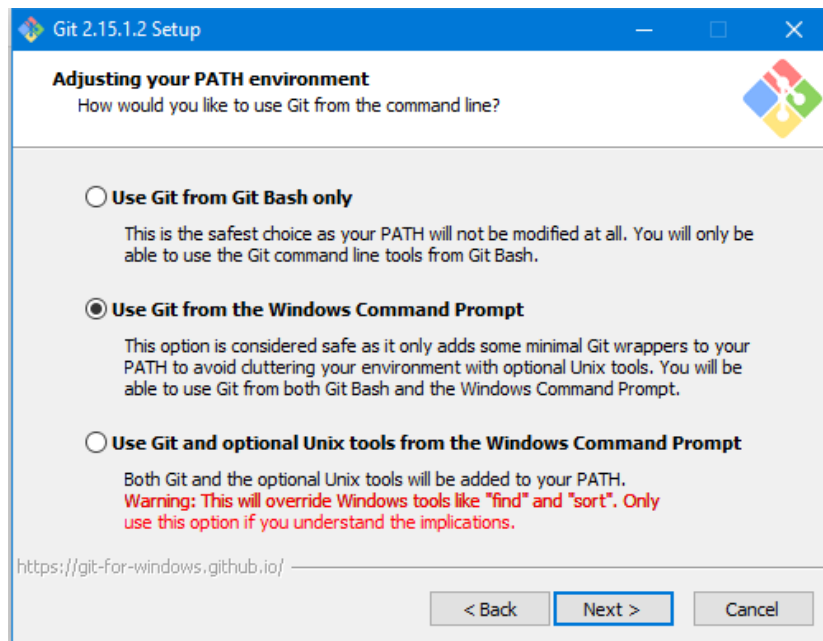 Git 2.15.1.2 Setup
Adjusting your PATH environment
How would you like to use Git from the command line?
Use Git from Git Bash only
This is the safest choice as your PATH will not be modified at all. You will only be
able to use the Git command line tools from Git Bash.
Use Git from the Windows Command Prompt
This option is considered safe as it only adds some minimal Git wrappers to your
PATH to avoid cluttering your environment with optional Unix tools. You will be
able to use Git from both Git Bash and the Windows Command Prompt.
Use Git and optional Unix tools from the Windows Command Prompt
Both Git and the optional Unix tools will be added to your PATH.
Warning: This will override Windows tools like "find" and "sort". Only
use this option if you understand the implications.
https://git-for-windows.github.io/
< Back Next > Cancel